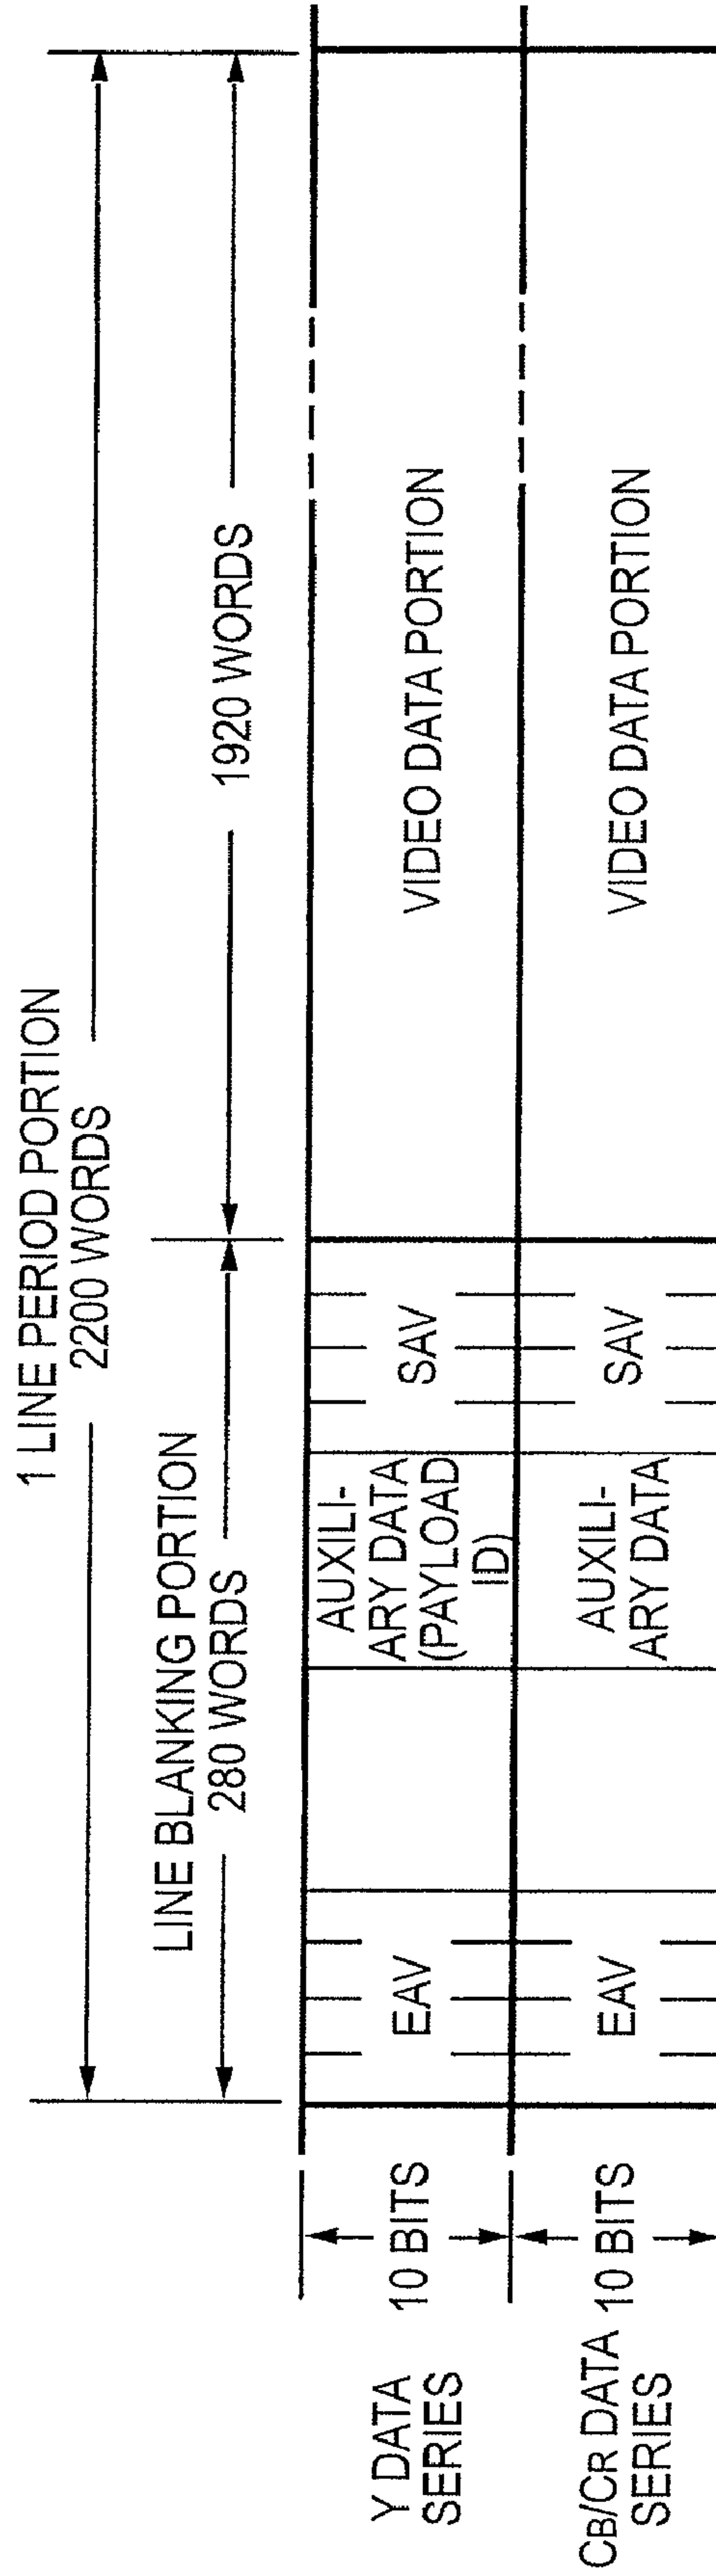 1 LINE PERIOD PORTION
2200 WORDS
LINE BLANKING PORTION
280 WORDS
1920 WORDS
Y DATA
SERIES
10 BITS
EAV
AUXILI-
ARY DATA
(PAYLOAD
ID)
SAV
VIDEO DATA PORTION
CB/CR DATA
SERIES
10 BITS
EAV
AUXILI-
ARY DATA
SAV
VIDEO DATA PORTION